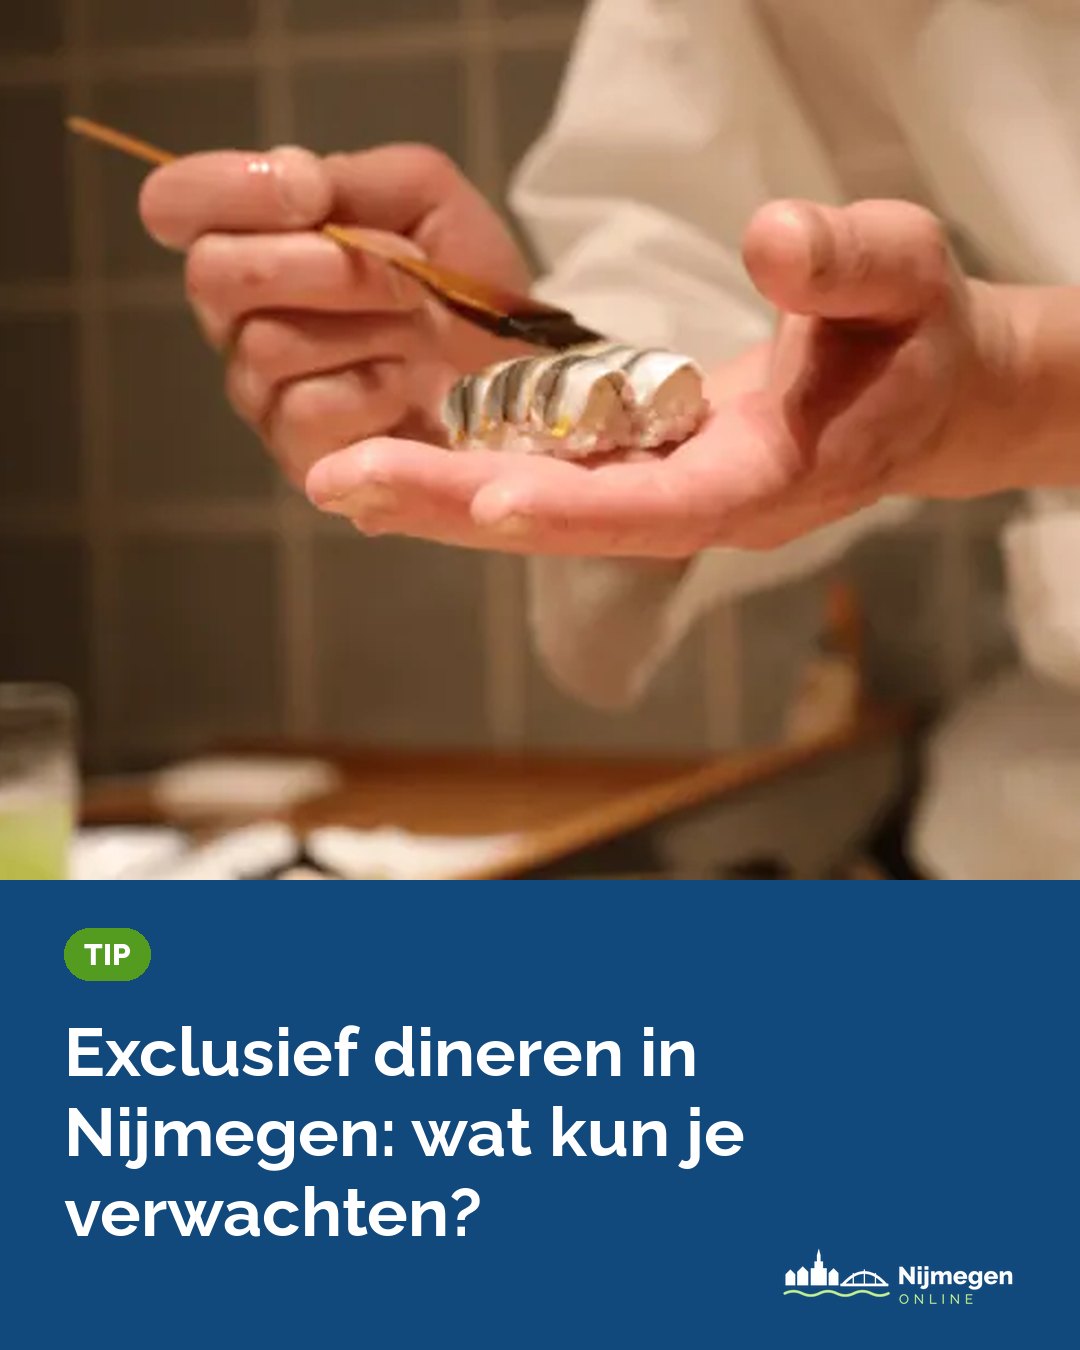 TIP
Exclusief dineren in
Nijmegen: wat kun je
verwachten?
Nijmegen
ONLINE